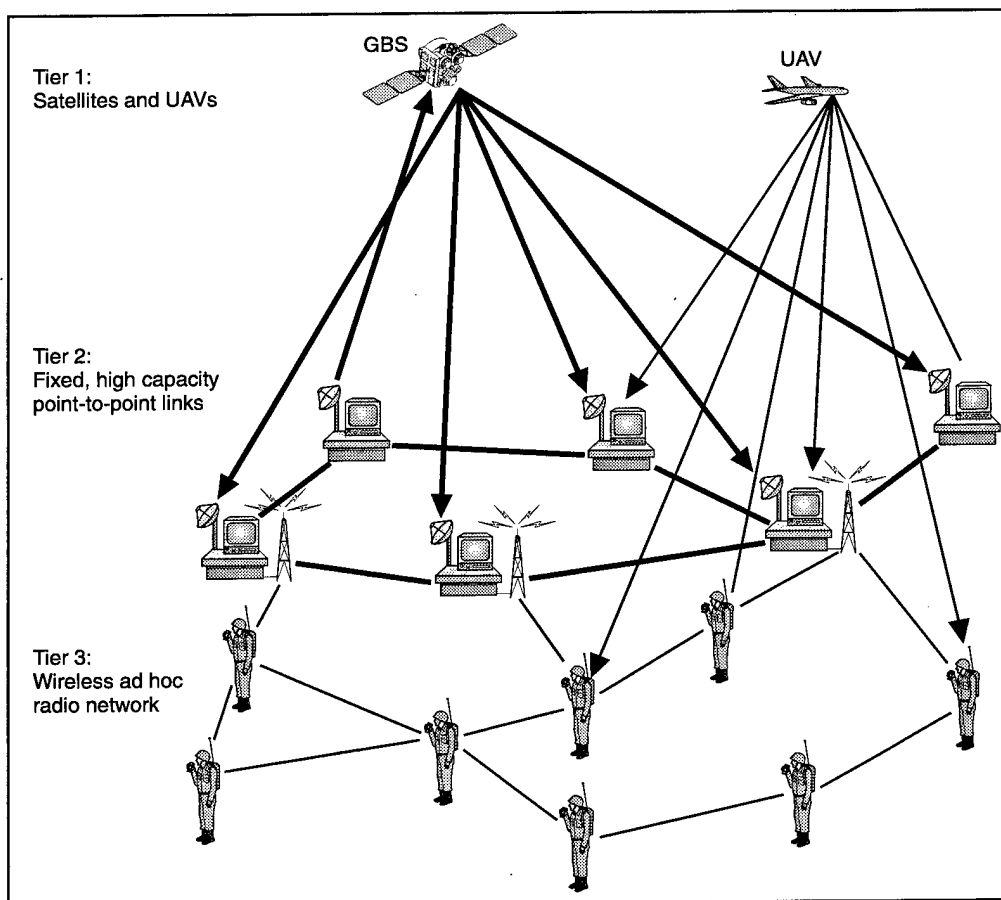 GBS
UAV
Tier 1:
Satellites and UAVs
Tier 2:
Fixed, high capacity
point-to-point links
Tier 3:
Wireless ad hoc
radio network